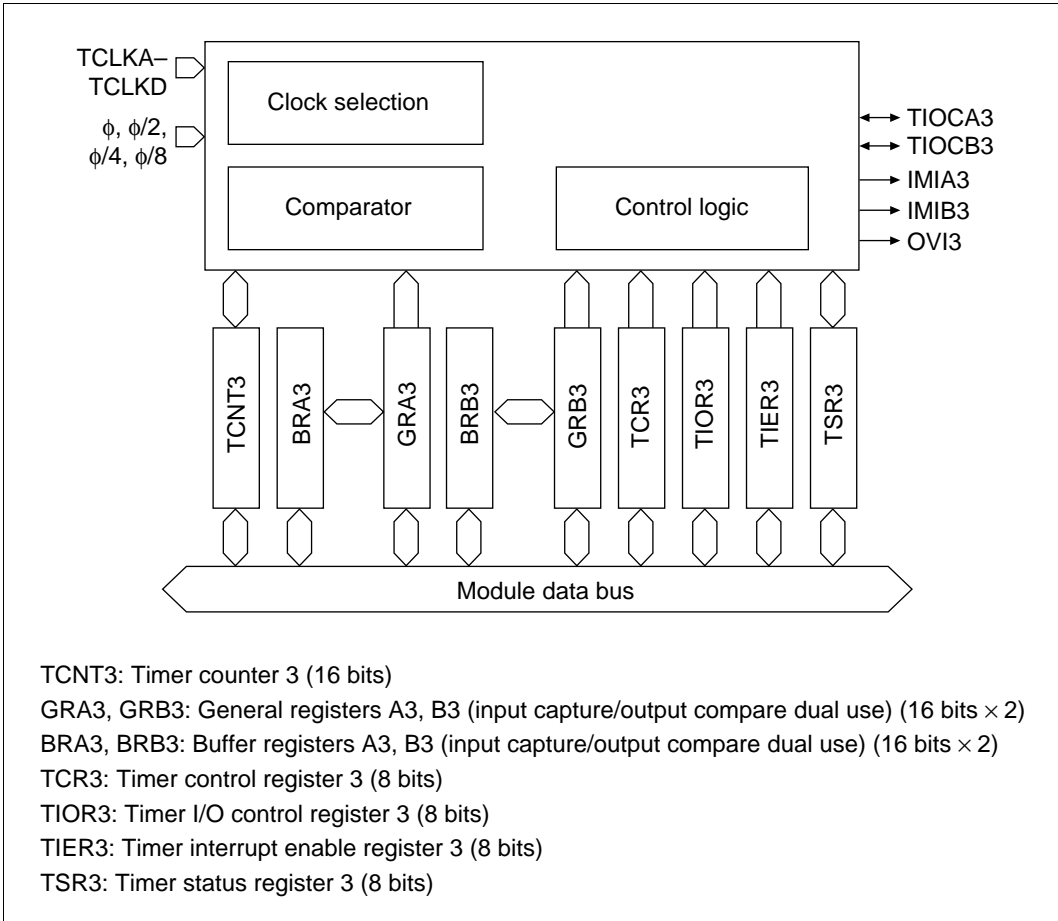 TCLKA–
TCLKD
ϕ, ϕ/2,
ϕ/4, ϕ/8
Clock selection
Comparator
Control logic
TIOCA3
TIOCB3
IMIA3
IMIB3
OVI3
TCNT3
BRA3
GRA3
BRB3
GRB3
TCR3
TIOR3
TIER3
TSR3
Module data bus
TCNT3: Timer counter 3 (16 bits)
GRA3, GRB3: General registers A3, B3 (input capture/output compare dual use) (16 bits × 2)
BRA3, BRB3: Buffer registers A3, B3 (input capture/output compare dual use) (16 bits × 2)
TCR3: Timer control register 3 (8 bits)
TIOR3: Timer I/O control register 3 (8 bits)
TIER3: Timer interrupt enable register 3 (8 bits)
TSR3: Timer status register 3 (8 bits)